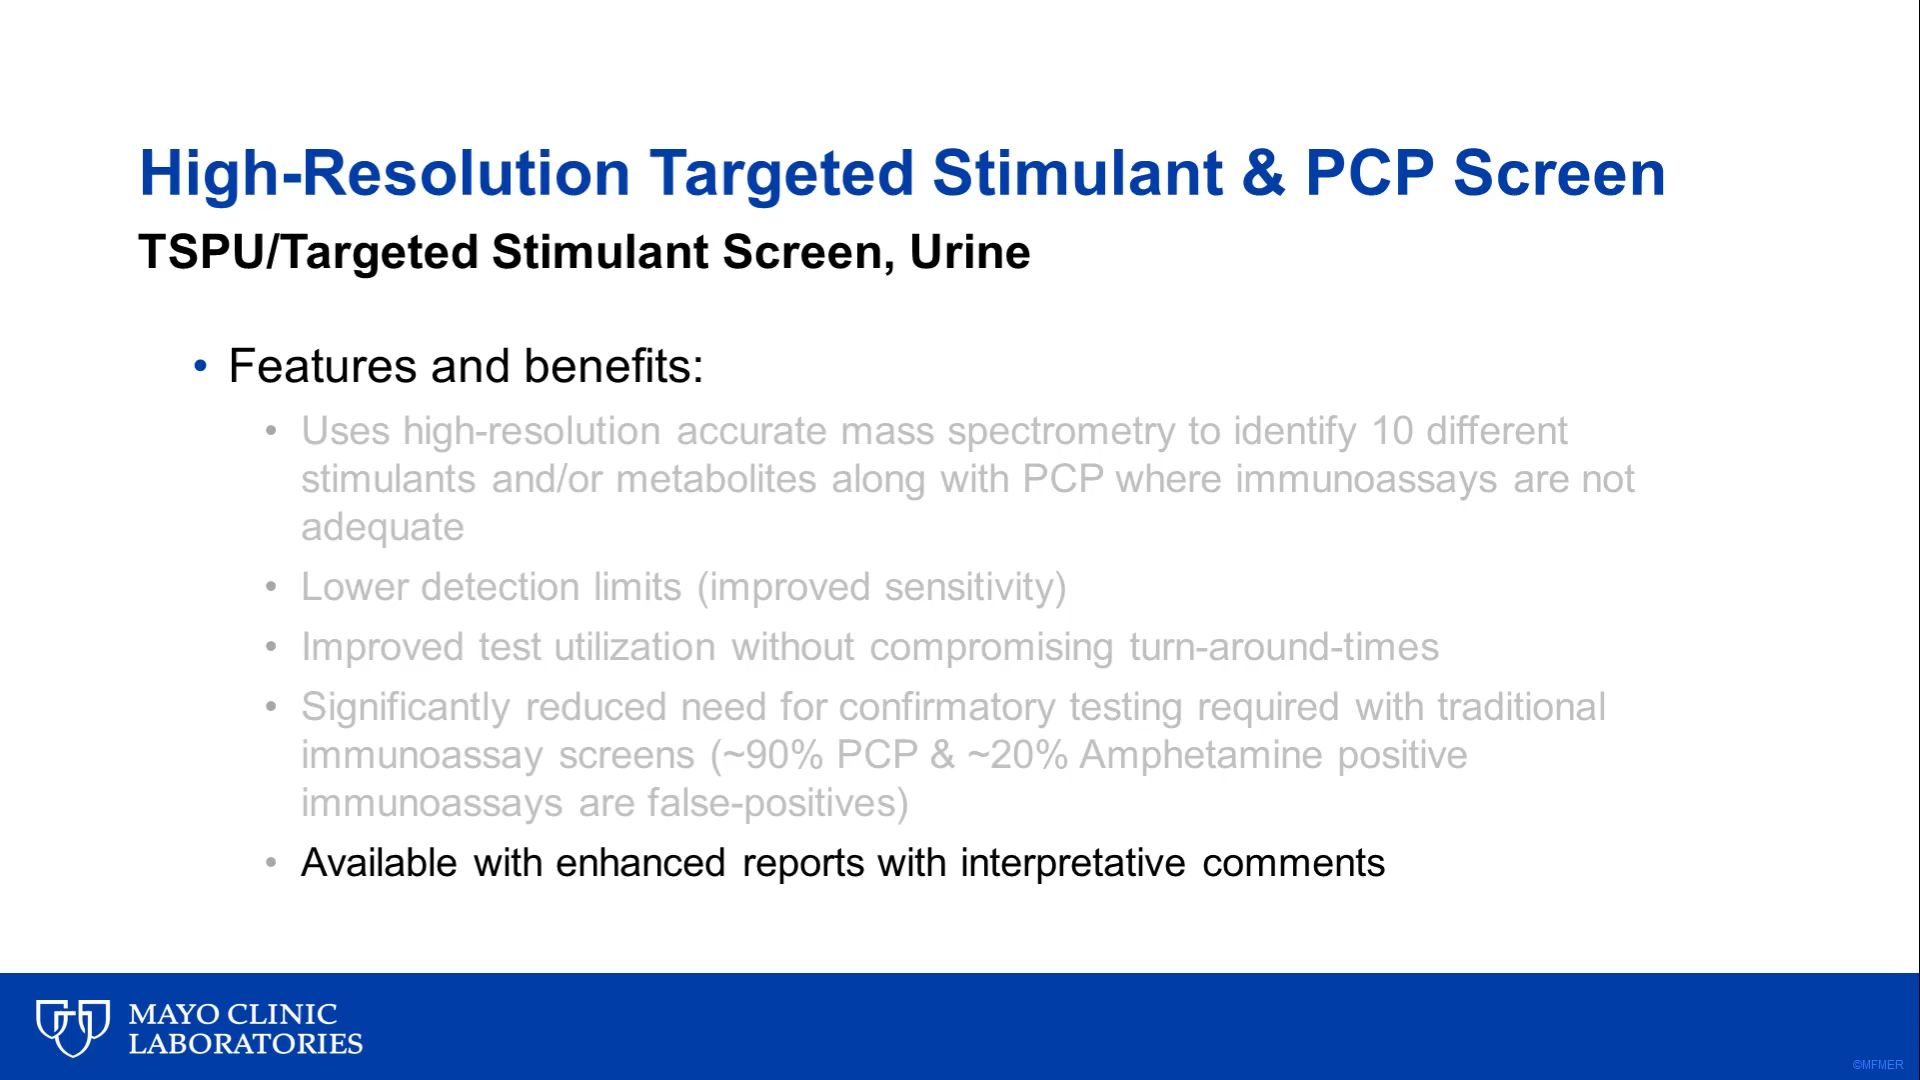 High-Resolution Targeted Stimulant & PCP Screen
TSPU/Targeted Stimulant Screen, Urine
• Features and benefits:
• Uses high-resolution accurate mass spectrometry to identify 10 different
stimulants and/or metabolites along with PCP where immunoassays are not
adequate
• Lower detection limits (improved sensitivity)
• Improved test utilization without compromising turn-around-times
• Significantly reduced need for confirmatory testing required with traditional
immunoassay screens (~90% PCP & ~20% Amphetamine positive
immunoassays are false-positives)
• Available with enhanced reports with interpretative comments
MAYO CLINIC
LABORATORIES
©MFMER